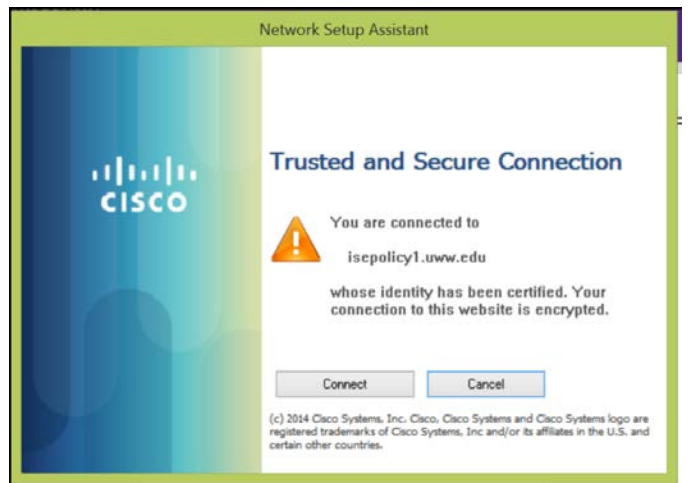 Network Setup Assistant
CISCO
Trusted and Secure Connection
You are connected to
isepolicy1.uww.edu
whose identity has been certified. Your
connection to this website is encrypted.
Connect
Cancel
(c) 2014 Cisco Systems, Inc. Cisco, Cisco Systems and Cisco Systems logo are
registered trademarks of Cisco Systems, Inc and/or its affiliates in the U.S. and
certain other countries.